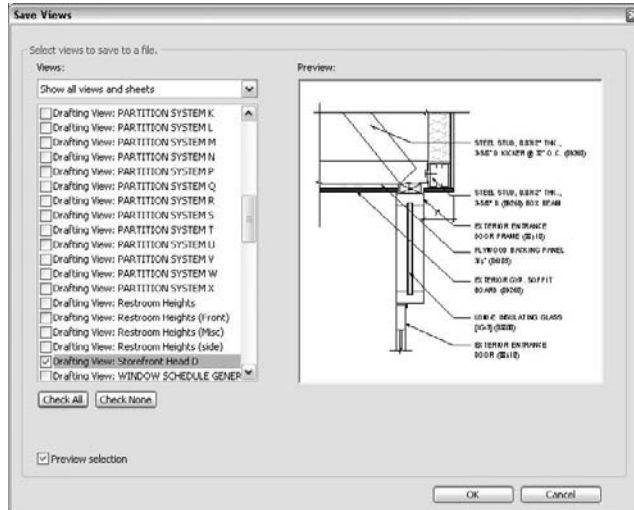 Save Views
Select views to save to a file.
Views:
Show all views and sheets
Drafting View: PARTITION SYSTEM K
Drafting View: PARTITION SYSTEM L
Drafting View: PARTITION SYSTEM M
Drafting View: PARTITION SYSTEM N
Drafting View: PARTITION SYSTEM P
Drafting View: PARTITION SYSTEM Q
Drafting View: PARTITION SYSTEM R
Drafting View: PARTITION SYSTEM S
Drafting View: PARTITION SYSTEM T
Drafting View: PARTITION SYSTEM U
Drafting View: PARTITION SYSTEM V
Drafting View: PARTITION SYSTEM W
Drafting View: PARTITION SYSTEM X
Drafting View: Restroom Heights
Drafting View: Restroom Heights (Front)
Drafting View: Restroom Heights (Misc)
Drafting View: Restroom Heights (side)
Drafting View: Storefront Head D
Drafting View: WINDOW SCHEDULE GENER
Check All
Check None
Preview selection
Preview:
STEEL STUD, THK.,
KICKER @ 32" O.C.
STEEL STUD, THK.,
BOX BEAM
EXTERIOR ENTRANCE
DOOR FRAME
PLYWOOD BACKING PANEL
EXTERIOR GYP. SOFFIT
BOARD
LOW-E INSULATING GLASS
EXTERIOR ENTRANCE
DOOR
OK
Cancel